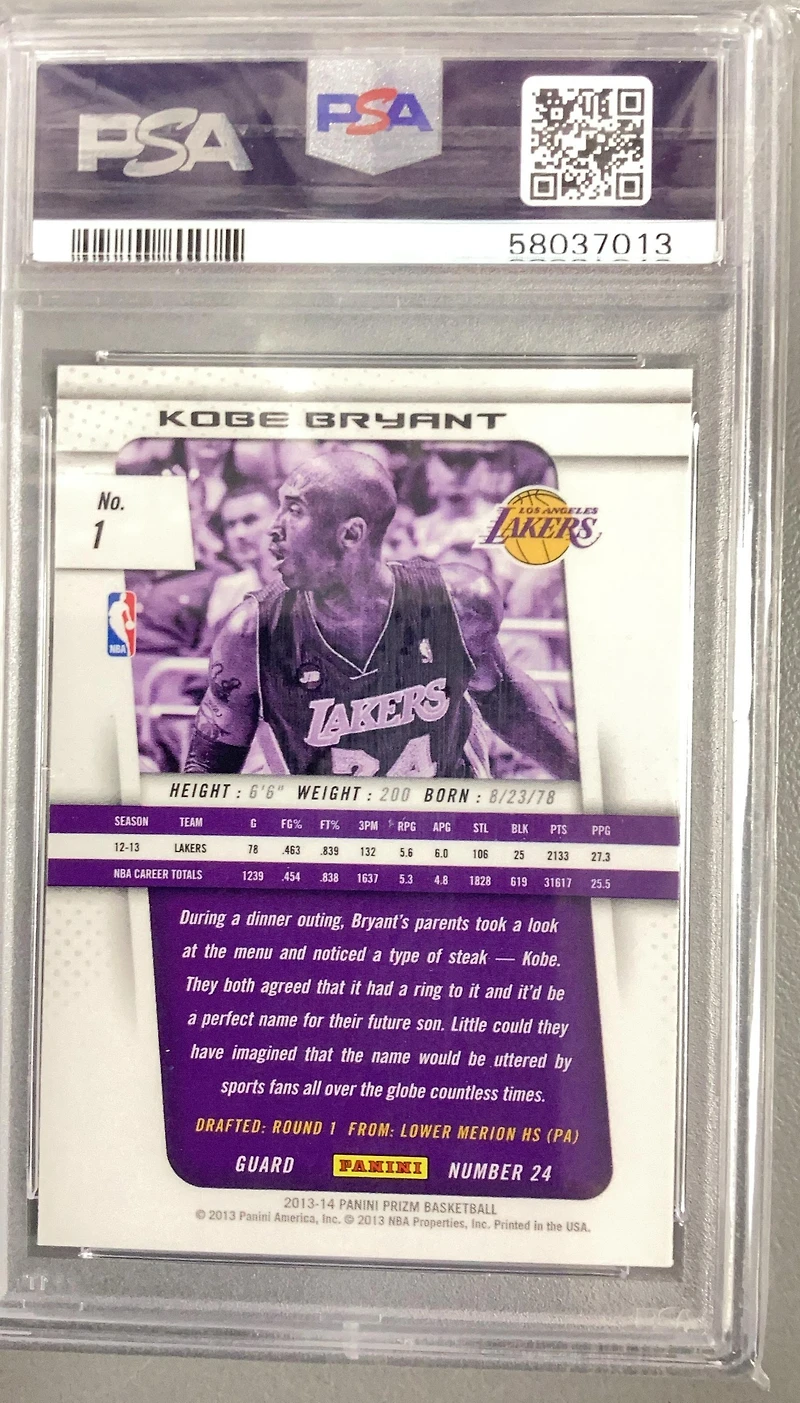 PSA
PSA
58037013
KOBE BRYANT
No.
1
LOS ANGELES
LAKERS
NBA
LAKERS
24
HEIGHT : 6'6" WEIGHT : 200 BORN : 8/23/78
SEASON TEAM G FG% FT% 3PM RPG APG STL BLK PTS PPG
12-13 LAKERS 78 .463 .839 132 5.6 6.0 106 25 2133 27.3
NBA CAREER TOTALS 1239 .454 .838 1637 5.3 4.8 1828 619 31617 25.5
During a dinner outing, Bryant's parents took a look
at the menu and noticed a type of steak — Kobe.
They both agreed that it had a ring to it and it'd be
a perfect name for their future son. Little could they
have imagined that the name would be uttered by
sports fans all over the globe countless times.
DRAFTED: ROUND 1 FROM: LOWER MERION HS (PA)
GUARD PANINI NUMBER 24
2013-14 PANINI PRIZM BASKETBALL
© 2013 Panini America, Inc. © 2013 NBA Properties, Inc. Printed in the USA.